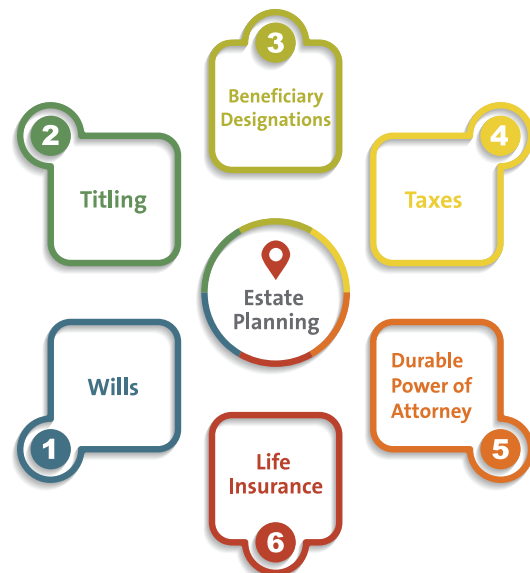 3
Beneficiary
Designations
2
Titling
4
Taxes
Estate
Planning
Wills
1
Durable
Power of
Attorney
5
Life
Insurance
6